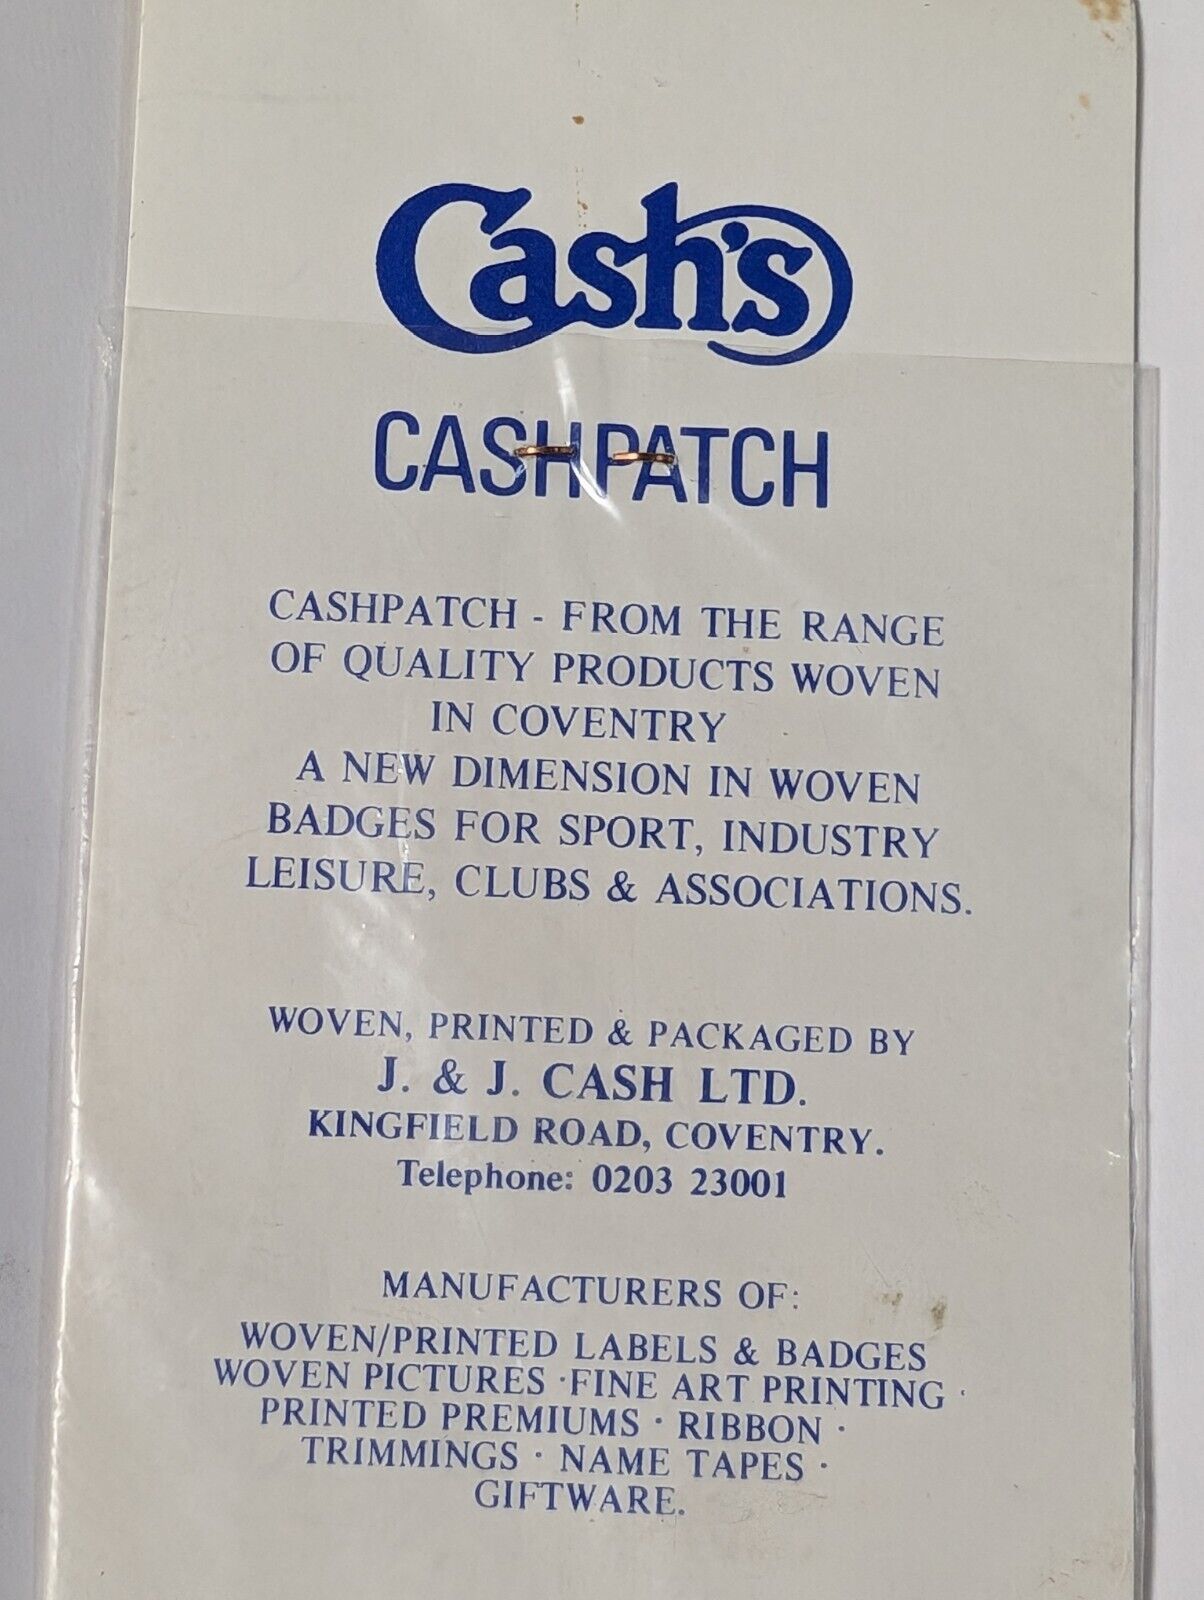 Cash's
CASHPATCH
CASHPATCH - FROM THE RANGE
OF QUALITY PRODUCTS WOVEN
IN COVENTRY
A NEW DIMENSION IN WOVEN
BADGES FOR SPORT, INDUSTRY
LEISURE, CLUBS & ASSOCIATIONS.
WOVEN, PRINTED & PACKAGED BY
J. & J. CASH LTD.
KINGFIELD ROAD, COVENTRY.
Telephone: 0203 23001
MANUFACTURERS OF:
WOVEN/PRINTED LABELS & BADGES
WOVEN PICTURES · FINE ART PRINTING ·
PRINTED PREMIUMS · RIBBON ·
TRIMMINGS · NAME TAPES ·
GIFTWARE.